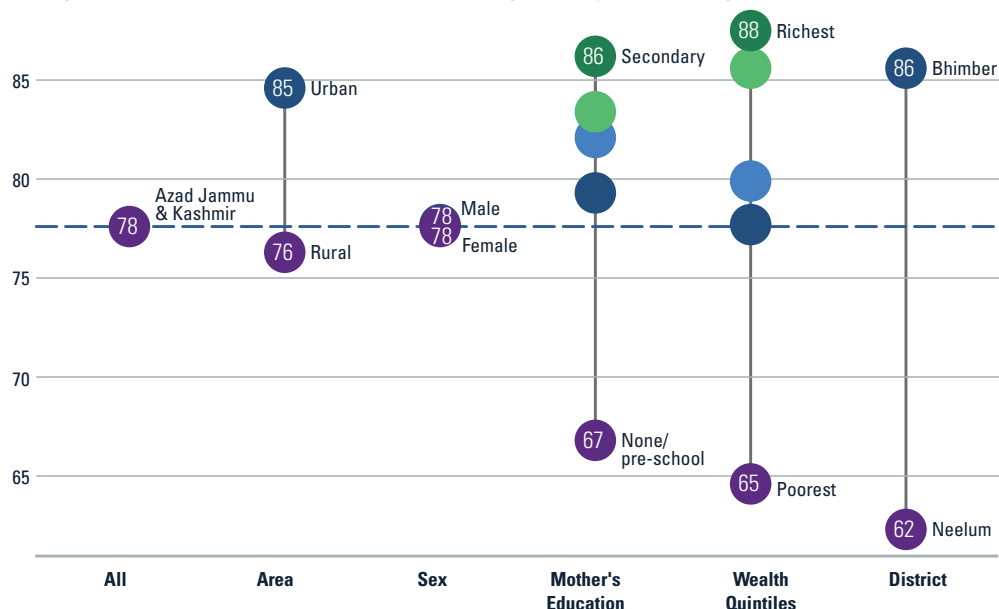 88 Richest
86 Secondary
86 Bhimber
85
85 Urban
80
Azad Jammu
& Kashmir
78
78 Male
78 Female
76 Rural
75
70
67 None/
pre-school
65
65 Poorest
62 Neelum
All
Area
Sex
Mother's
Education
Wealth
Quintiles
District